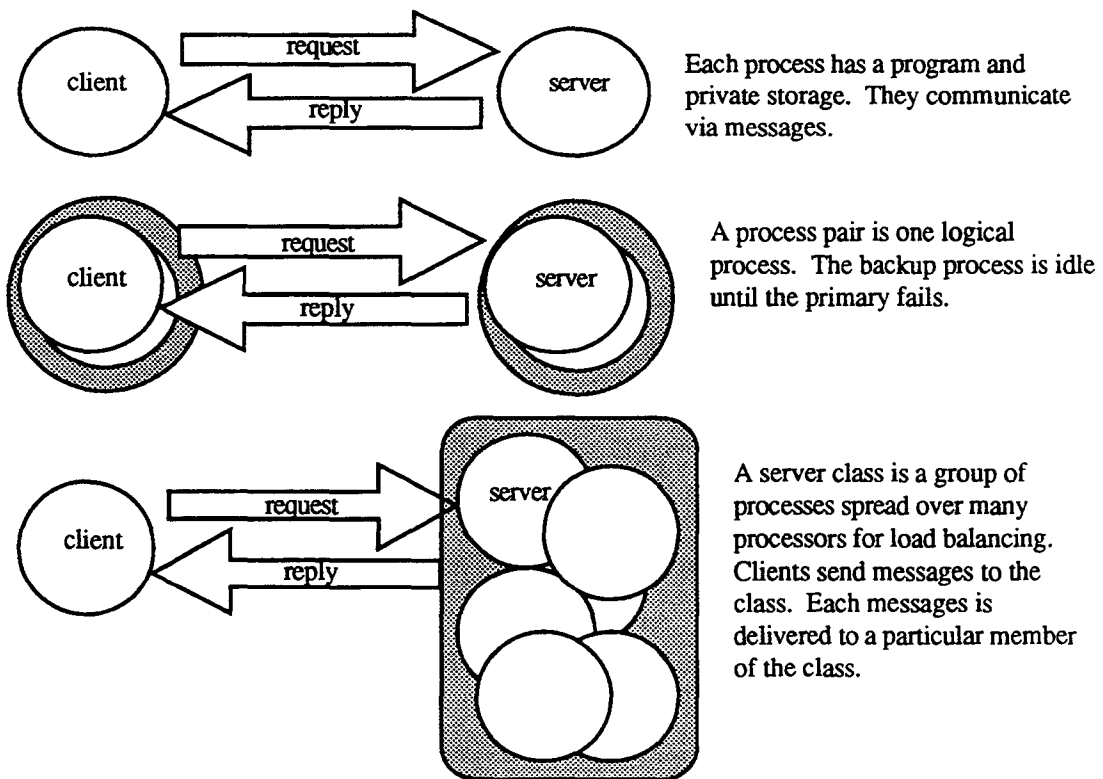 request
client
server
reply
Each process has a program and
private storage. They communicate
via messages.
client
request
server
reply
A process pair is one logical
process. The backup process is idle
until the primary fails.
client
request
server
reply
A server class is a group of
processes spread over many
processors for load balancing.
Clients send messages to the
class. Each messages is
delivered to a particular member
of the class.